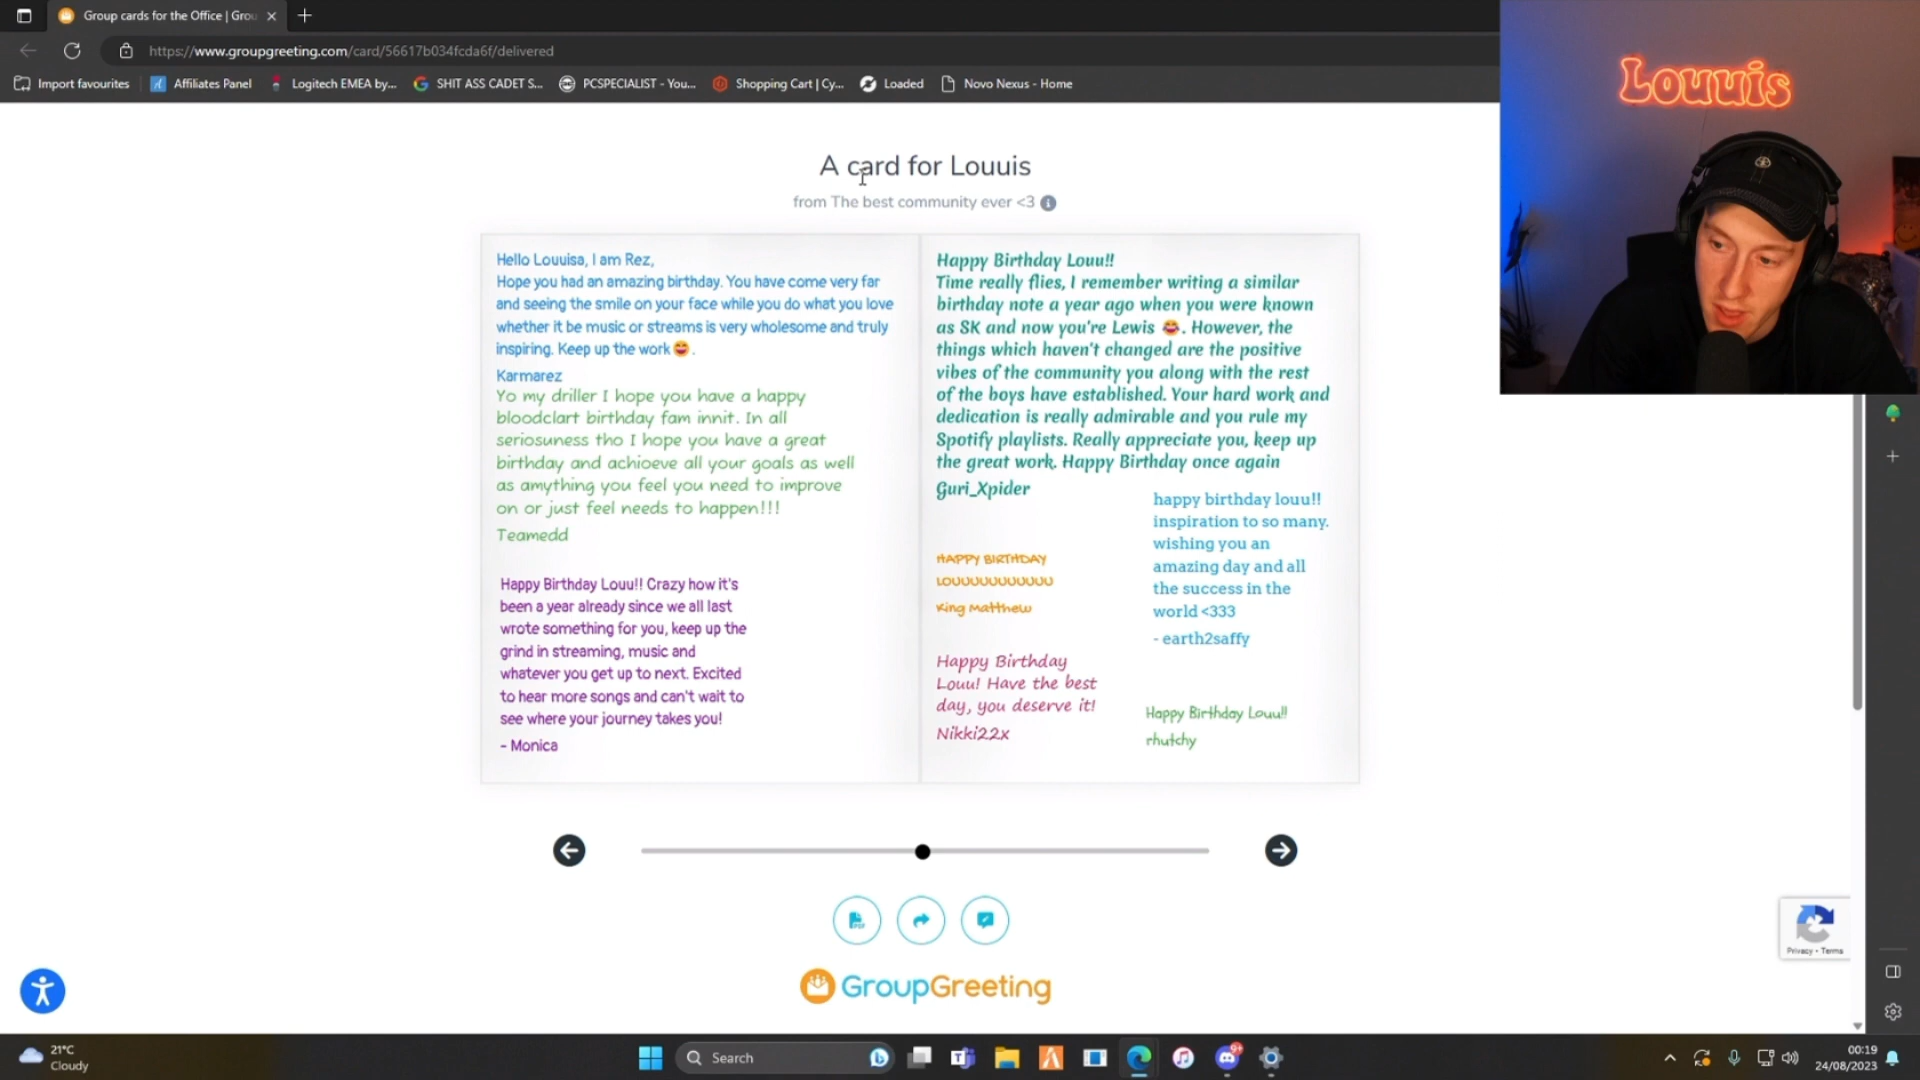 Group cards for the Office | Grou
https://www.groupgreeting.com/card/56617b034fcda6f/delivered
Import favourites
Affiliates Panel
Logitech EMEA by...
SHIT ASS CADET S...
PCSPECIALIST - You...
Shopping Cart | Cy...
Loaded
Novo Nexus - Home
Louuis
A card for Louuis
from The best community ever <3
Hello Louuisa, I am Rez,
Hope you had an amazing birthday. You have come very far
and seeing the smile on your face while you do what you love
whether it be music or streams is very wholesome and truly
inspiring. Keep up the work😄.
Karmarez
Yo my driller I hope you have a happy
bloodclart birthday fam innit. In all
seriosuness tho I hope you have a great
birthday and achioeve all your goals as well
as amything you feel you need to improve
on or just feel needs to happen!!!
Teamedd
Happy Birthday Louu!! Crazy how it's
been a year already since we all last
wrote something for you, keep up the
grind in streaming, music and
whatever you get up to next. Excited
to hear more songs and can't wait to
see where your journey takes you!
- Monica
Happy Birthday Louu!!
Time really flies, I remember writing a similar
birthday note a year ago when you were known
as SK and now you're Lewis 😂. However, the
things which haven't changed are the positive
vibes of the community you along with the rest
of the boys have established. Your hard work and
dedication is really admirable and you rule my
Spotify playlists. Really appreciate you, keep up
the great work. Happy Birthday once again
Guri_Xpider
happy birthday louu!!
inspiration to so many.
wishing you an
amazing day and all
the success in the
world <333
- earth2saffy
HAPPY BIRTHDAY
LOUUUUUUUUUUU
King Matthew
Happy Birthday
Louu! Have the best
day, you deserve it!
Nikki22x
Happy Birthday Louu!!
rhutchy
PDF
GroupGreeting
Privacy - Terms
21°C
Cloudy
Search
9+
00:19
24/08/2023